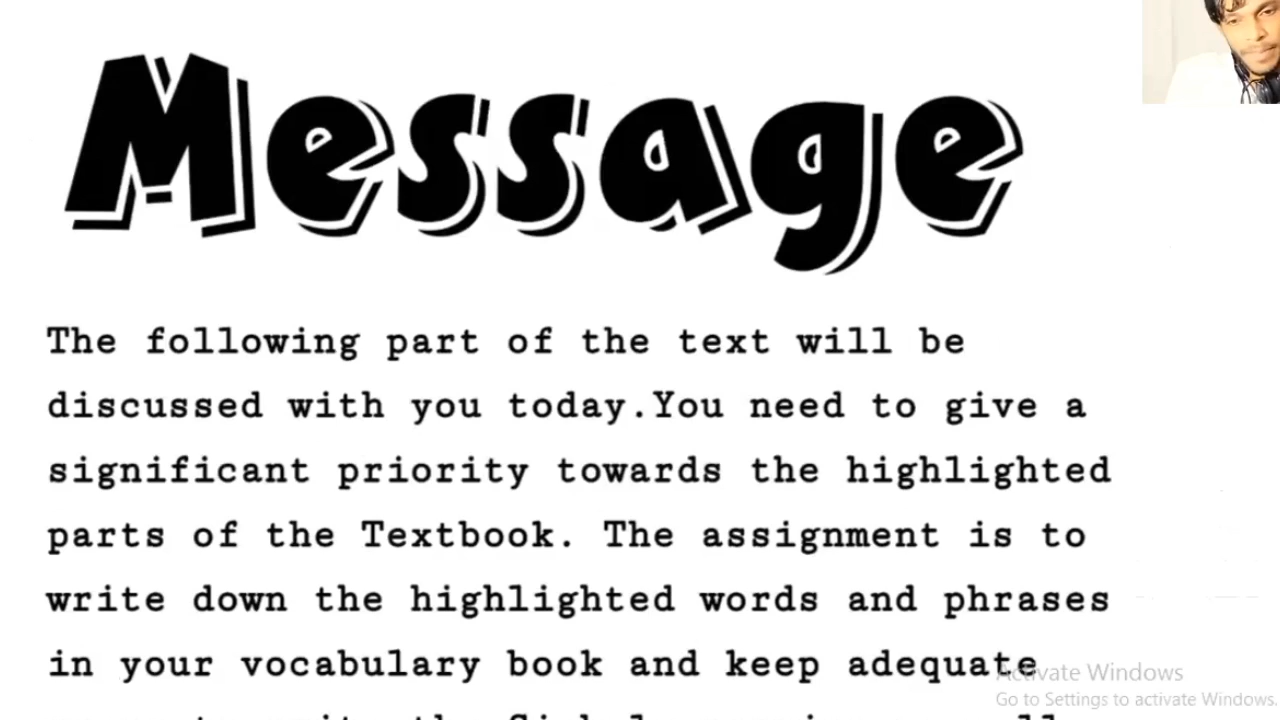 Message
The following part of the text will be
discussed with you today.You need to give a
significant priority towards the highlighted
parts of the Textbook. The assignment is to
write down the highlighted words and phrases
in your vocabulary book and keep adequate
Activate Windows
Go to Settings to activate Windows.